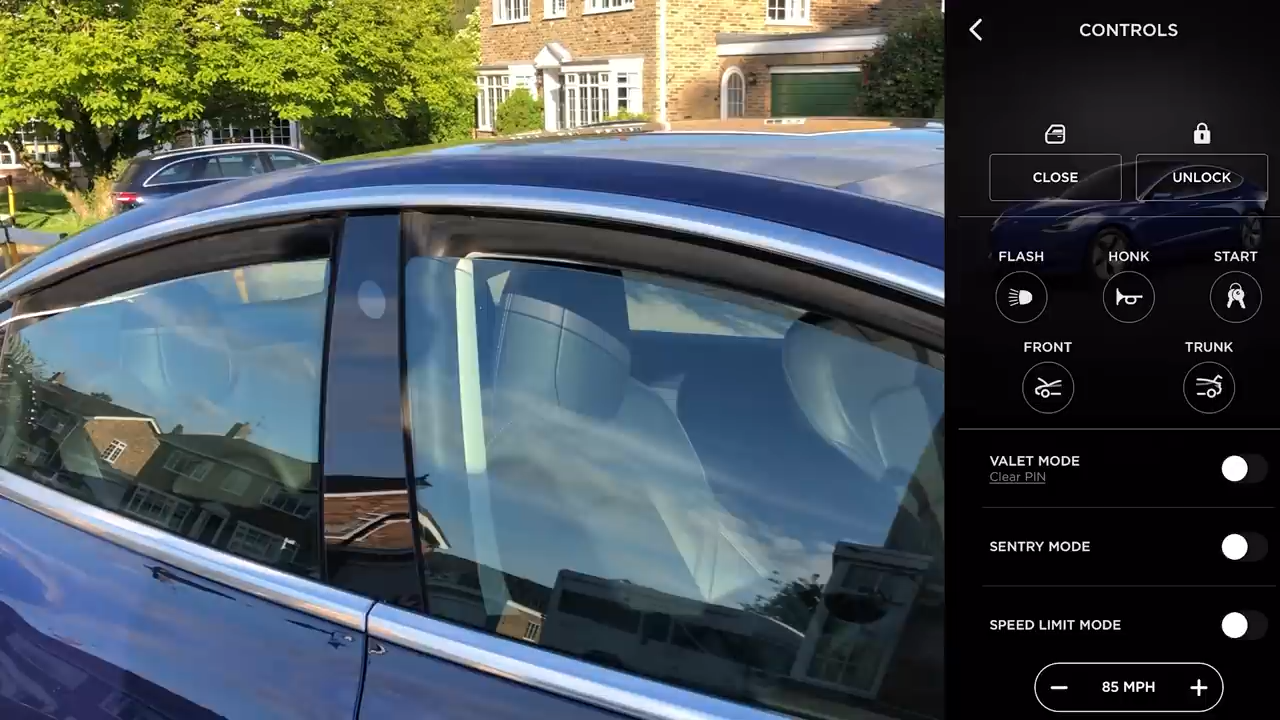 CONTROLS
CLOSE
UNLOCK
FLASH
HONK
START
FRONT
TRUNK
VALET MODE
Clear PIN
SENTRY MODE
SPEED LIMIT MODE
85 MPH